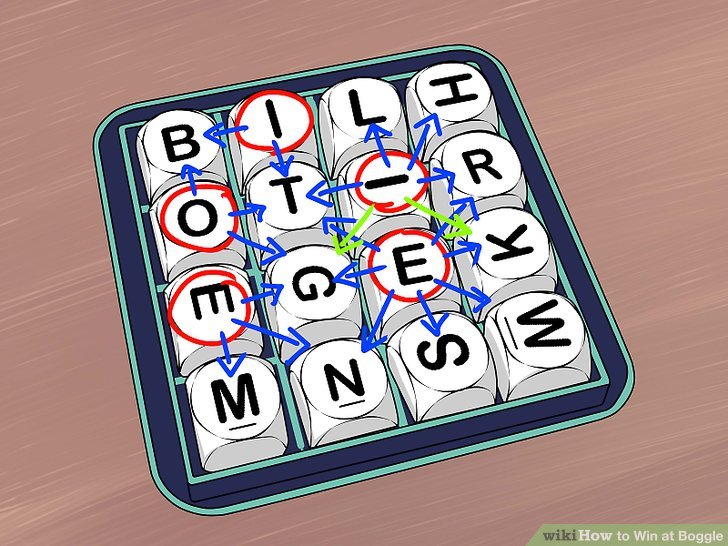 B I L H
O T I R
E G E K
M N S W
wikiHow to Win at Boggle